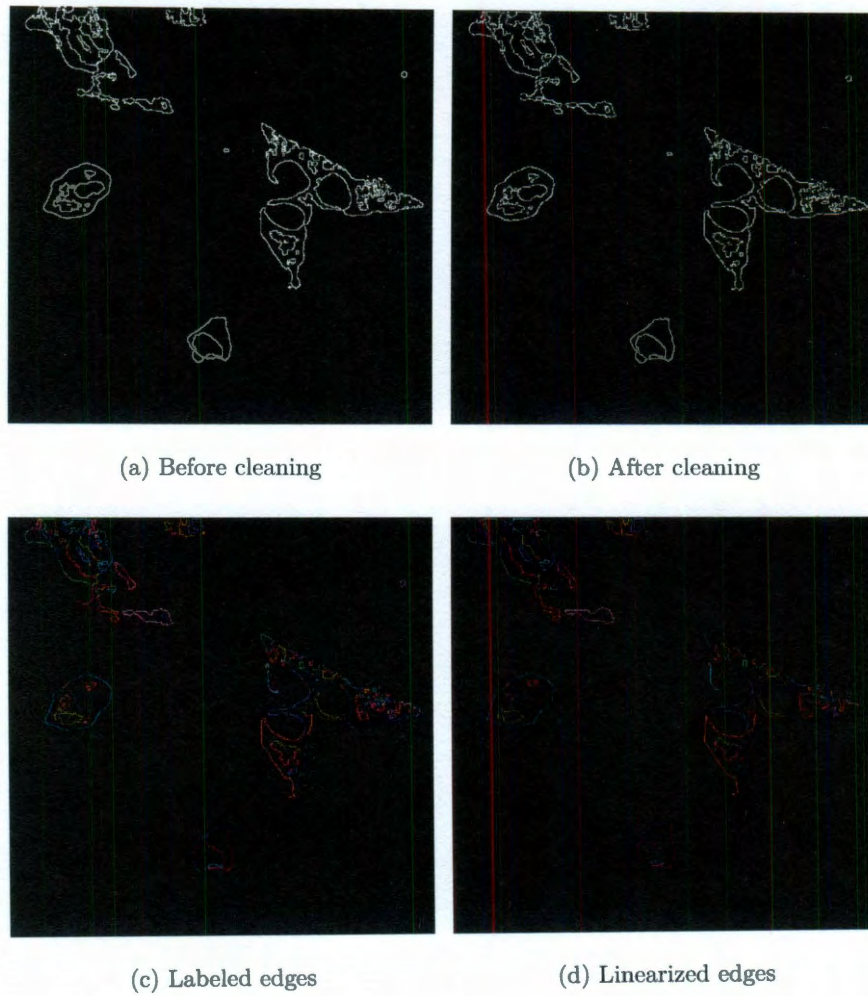 (a) Before cleaning
(b) After cleaning
(c) Labeled edges
(d) Linearized edges